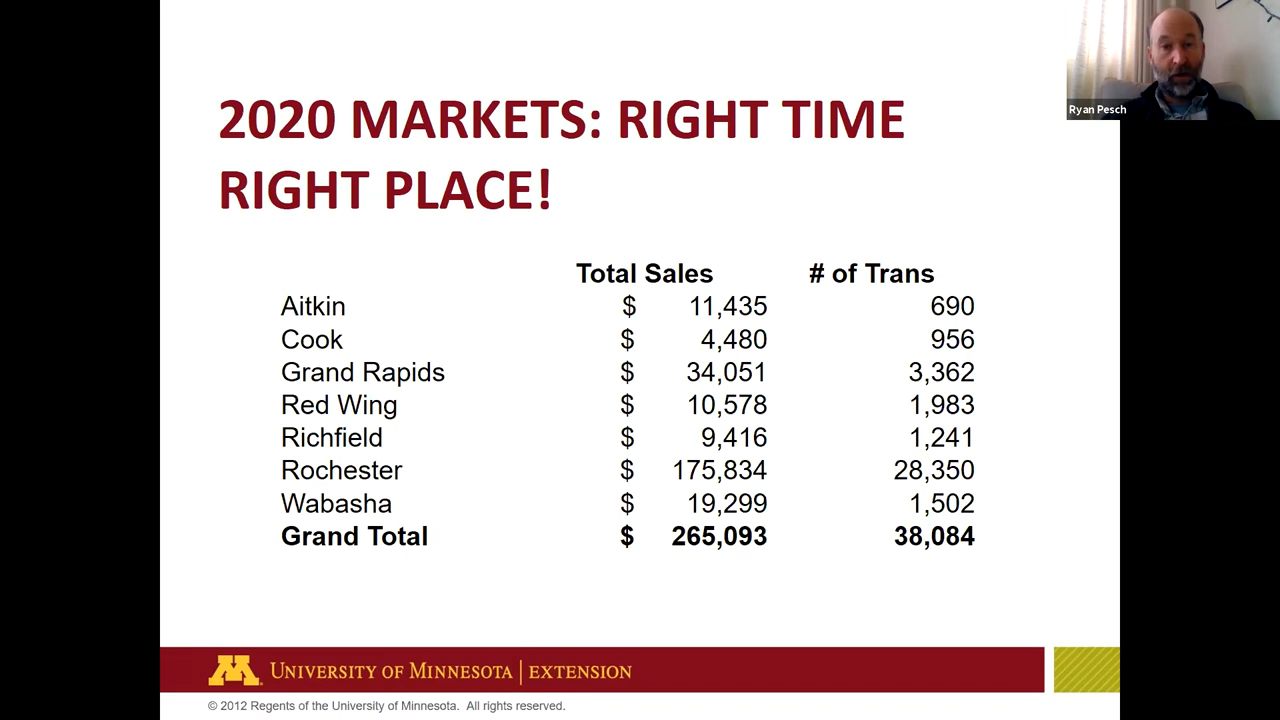 Ryan Pesch
2020 MARKETS: RIGHT TIME
RIGHT PLACE!
Total Sales # of Trans
Aitkin $ 11,435 690
Cook $ 4,480 956
Grand Rapids $ 34,051 3,362
Red Wing $ 10,578 1,983
Richfield $ 9,416 1,241
Rochester $ 175,834 28,350
Wabasha $ 19,299 1,502
Grand Total $ 265,093 38,084
M UNIVERSITY OF MINNESOTA | EXTENSION
© 2012 Regents of the University of Minnesota. All rights reserved.